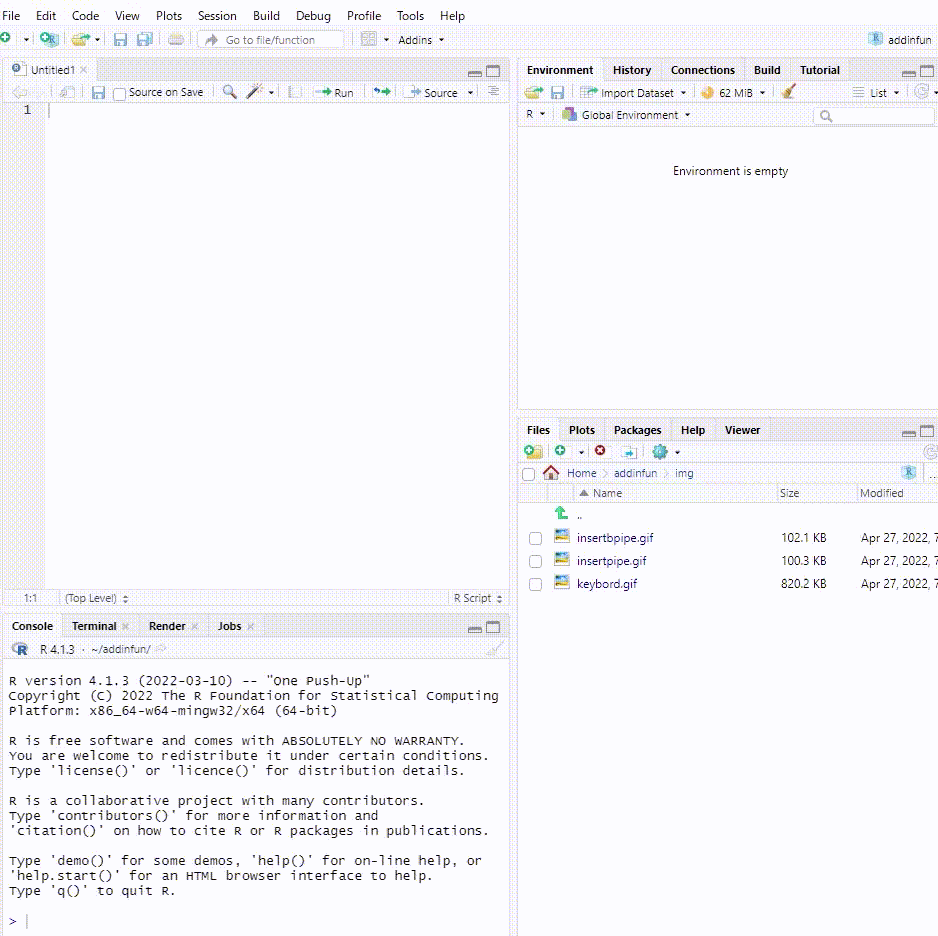 File Edit Code View Plots Session Build Debug Profile Tools Help
Go to file/function Addins addinfun
Untitled1
Source on Save Run Source
1
1:1 (Top Level) R Script
Console Terminal Render Jobs
R 4.1.3 · ~/addinfun/
R version 4.1.3 (2022-03-10) -- "One Push-Up"
Copyright (C) 2022 The R Foundation for Statistical Computing
Platform: x86_64-w64-mingw32/x64 (64-bit)
R is free software and comes with ABSOLUTELY NO WARRANTY.
You are welcome to redistribute it under certain conditions.
Type 'license()' or 'licence()' for distribution details.
R is a collaborative project with many contributors.
Type 'contributors()' for more information and
'citation()' on how to cite R or R packages in publications.
Type 'demo()' for some demos, 'help()' for on-line help, or
'help.start()' for an HTML browser interface to help.
Type 'q()' to quit R.
>
Environment History Connections Build Tutorial
Import Dataset 62 MiB List
R Global Environment
Environment is empty
Files Plots Packages Help Viewer
Home addinfun img ..
Name Size Modified
..
insertbpipe.gif 102.1 KB Apr 27, 2022, 7
insertpipe.gif 100.3 KB Apr 27, 2022, 7
keybord.gif 820.2 KB Apr 27, 2022, 7